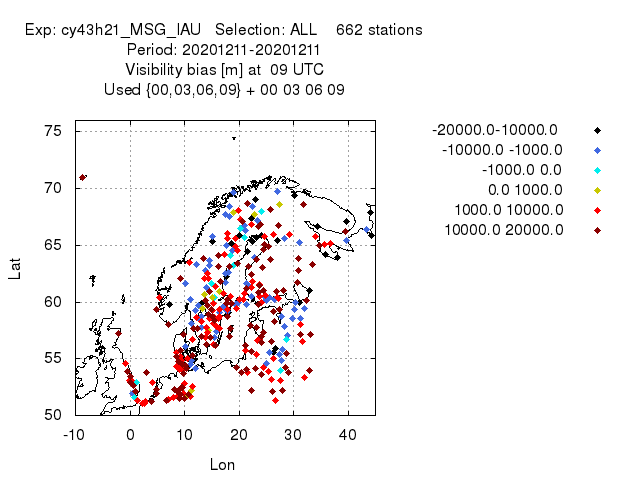 Exp: cy43h21_MSG_IAU Selection: ALL 662 stations
Period: 20201211-20201211
Visibility bias [m] at 09 UTC
Used {00,03,06,09} + 00 03 06 09
-20000.0-10000.0
-10000.0 -1000.0
-1000.0 0.0
0.0 1000.0
1000.0 10000.0
10000.0 20000.0
75
70
65
60
55
50
Lat
-10 0 10 20 30 40
Lon